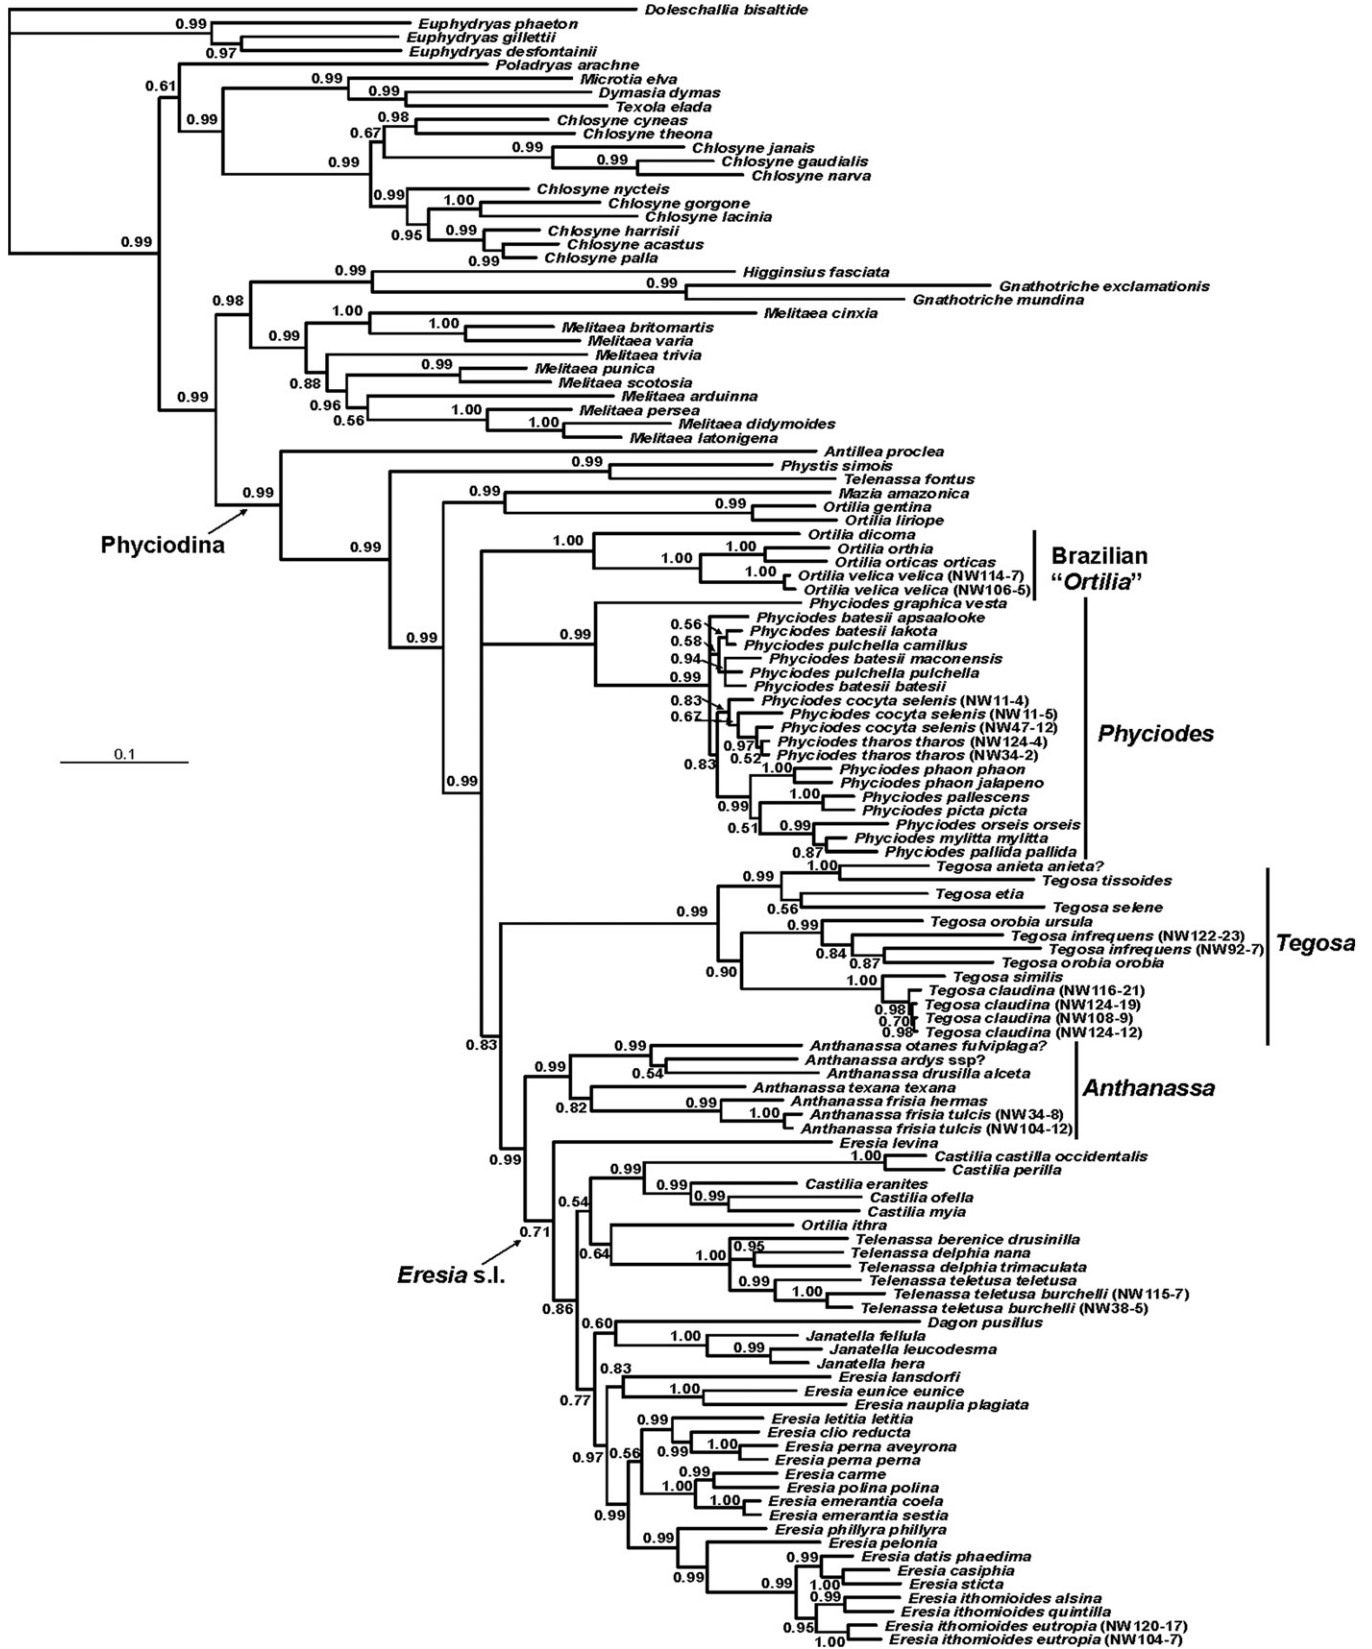 Doleschallia bisaltide
0.99
Euphydryas phaeton
Euphydryas gillettii
0.97
Euphydryas desfontainii
Poladryas arachne
0.61
0.99
Microtia elva
0.99
Dymasia dymas
Texola elada
0.99
0.98
Chlosyne cyneas
0.67
Chlosyne theona
0.99
Chlosyne janais
0.99
0.99
Chlosyne gaudialis
Chlosyne narva
0.99
Chlosyne nycteis
1.00
Chlosyne gorgone
Chlosyne lacinia
0.95
0.99
Chlosyne harrisii
0.99
Chlosyne acastus
0.99
Chlosyne palla
0.99
Higginsius fasciata
0.99
Gnathotriche exclamationis
0.98
Gnathotriche mundina
1.00
Melitaea cinxia
1.00
Melitaea britomartis
0.99
Melitaea varia
Melitaea trivia
0.99
Melitaea punica
0.88
Melitaea scotosia
0.99
0.96
Melitaea arduinna
0.56
1.00
Melitaea persea
1.00
Melitaea didymoides
Melitaea latonigena
Antillea proclea
0.99
Phystis simois
Telenassa fontus
0.99
0.99
Mazia amazonica
0.99
Ortilia gentina
Ortilia liriope
Phyciodina
Ortilia dicoma
1.00
1.00
Ortilia orthia
0.99
1.00
Ortilia orticas orticas
1.00
Ortilia velica velica (NW114-7)
Ortilia velica velica (NW106-5)
Brazilian
“Ortilia”
Phyciodes graphica vesta
Phyciodes batesii apsaalooke
0.56
Phyciodes batesii lakota
0.99
0.99
0.58
Phyciodes pulchella camillus
0.94
Phyciodes batesii maconensis
Phyciodes pulchella pulchella
0.99
Phyciodes batesii batesii
0.83
Phyciodes cocyta selenis (NW11-4)
0.67
Phyciodes cocyta selenis (NW11-5)
Phyciodes cocyta selenis (NW47-12)
Phyciodes
0.97
Phyciodes tharos tharos (NW124-4)
0.52
Phyciodes tharos tharos (NW34-2)
0.1
0.83
1.00
Phyciodes phaon phaon
0.99
Phyciodes phaon jalapeno
1.00
Phyciodes pallescens
0.99
Phyciodes picta picta
0.51
0.99
Phyciodes orseis orseis
Phyciodes mylitta mylitta
0.87
Phyciodes pallida pallida
1.00
Tegosa anieta anieta?
0.99
Tegosa tissoides
Tegosa etia
0.56
Tegosa selene
0.99
0.99
Tegosa orobia ursula
Tegosa infrequens (NW122-23)
0.84
Tegosa infrequens (NW92-7)
Tegosa
0.87
Tegosa orobia orobia
0.90
1.00
Tegosa similis
Tegosa claudina (NW116-21)
0.98
Tegosa claudina (NW124-19)
0.70
Tegosa claudina (NW108-9)
0.98
Tegosa claudina (NW124-12)
0.83
0.99
Anthanassa otanes fulviplaga?
Anthanassa ardys ssp?
0.99
0.54
Anthanassa drusilla alceta
Anthanassa texana texana
Anthanassa
0.82
0.99
Anthanassa frisia hermas
1.00
Anthanassa frisia tulcis (NW34-8)
Anthanassa frisia tulcis (NW104-12)
0.99
Eresia levina
1.00
Castilia castilla occidentalis
0.99
Castilia perilla
0.99
Castilia eranites
0.54
0.99
Castilia ofella
Castilia myia
0.71
Ortilia ithra
Telenassa berenice drusinilla
0.64
1.00
0.95
Telenassa delphia nana
Telenassa delphia trimaculata
Eresia s.l.
0.99
Telenassa teletusa teletusa
1.00
Telenassa teletusa burchelli (NW115-7)
0.86
Telenassa teletusa burchelli (NW38-5)
0.60
Dagon pusillus
1.00
Janatella fellula
0.99
Janatella leucodesma
Janatella hera
0.83
Eresia lansdorfi
0.77
1.00
Eresia eunice eunice
Eresia nauplia plagiata
0.99
Eresia letitia letitia
Eresia clio reducta
0.97
0.56
0.99
1.00
Eresia perna aveyrona
Eresia perna perna
0.99
Eresia carme
1.00
Eresia polina polina
1.00
Eresia emerantia coela
0.99
Eresia emerantia sestia
0.99
Eresia phillyra phillyra
Eresia pelonia
0.99
0.99
Eresia datis phaedima
0.99
Eresia casiphia
1.00
Eresia sticta
0.99
Eresia ithomioides alsina
Eresia ithomioides quintilla
0.95
Eresia ithomioides eutropia (NW120-17)
1.00
Eresia ithomioides eutropia (NW104-7)